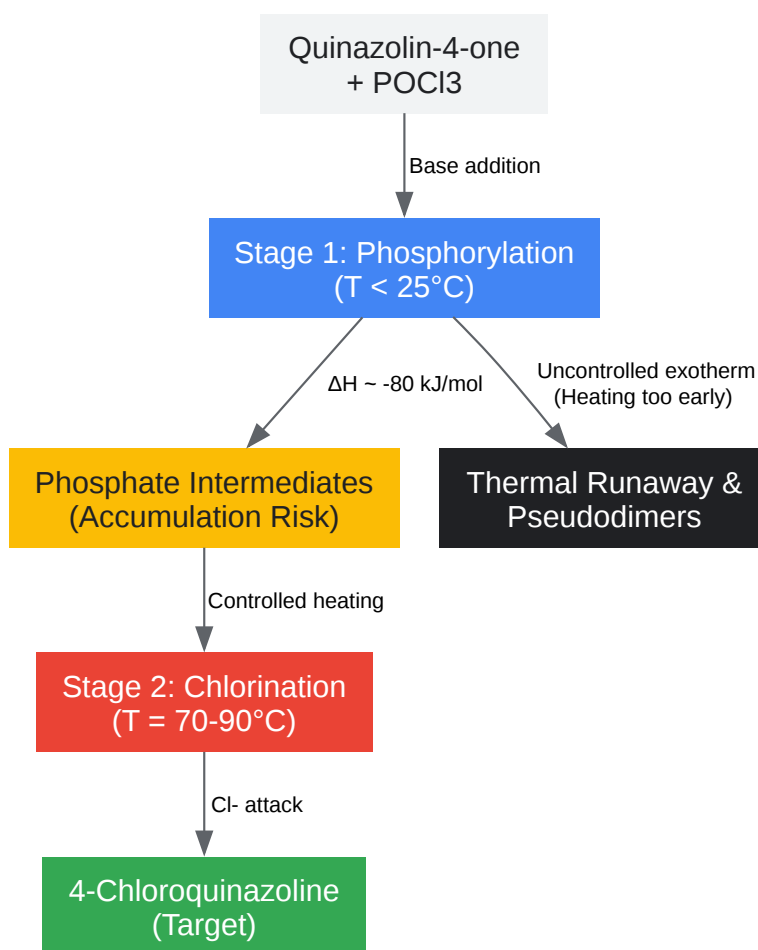 Quinazolin-4-one
+ POCl3
Base addition
Stage 1: Phosphorylation
(T < 25°C)
ΔH ~ -80 kJ/mol
Uncontrolled exotherm
(Heating too early)
Phosphate Intermediates
(Accumulation Risk)
Thermal Runaway &
Pseudodimers
Controlled heating
Stage 2: Chlorination
(T = 70-90°C)
Cl- attack
4-Chloroquinazoline
(Target)